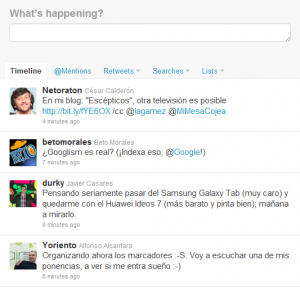 What's happening?
Timeline @Mentions Retweets Searches Lists
Netoraton César Calderón
En mi blog: "Escépticos", otra televisión es posible
http://bit.ly/fYE6OX /cc @lagamez @MiMesaCojea
4 minutes ago
betomorales Beto Morales
¿Googlism es real? (¡Indexa eso, @Google!)
7 minutes ago
durky Javier Casares
Pensando seriamente pasar del Samsung Galaxy Tab (muy caro) y
quedarme con el Huawei Ideos 7 (más barato y pinta bien); mañana
a mirarlo.
8 minutes ago
Yoriento Alfonso Alcantara
Organizando ahora los marcadores :-S. Voy a escuchar una de mis
ponencias, a ver si me entra sueño :-)
8 minutes ago